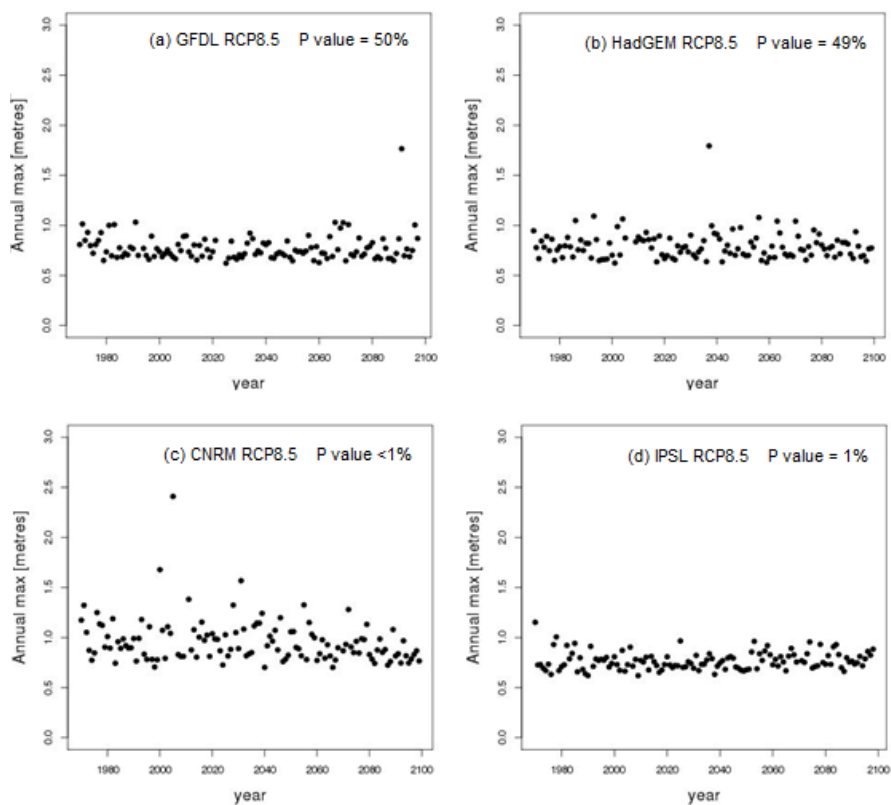 (a) GFDL RCP8.5 P value = 50%
Annual max [metres]
3.0
2.5
2.0
1.5
1.0
0.5
0.0
1980 2000 2020 2040 2060 2080 2100
year
(b) HadGEM RCP8.5 P value = 49%
Annual max [metres]
3.0
2.5
2.0
1.5
1.0
0.5
0.0
1980 2000 2020 2040 2060 2080 2100
year
(c) CNRM RCP8.5 P value <1%
Annual max [metres]
3.0
2.5
2.0
1.5
1.0
0.5
0.0
1980 2000 2020 2040 2060 2080 2100
year
(d) IPSL RCP8.5 P value = 1%
Annual max [metres]
3.0
2.5
2.0
1.5
1.0
0.5
0.0
1980 2000 2020 2040 2060 2080 2100
year